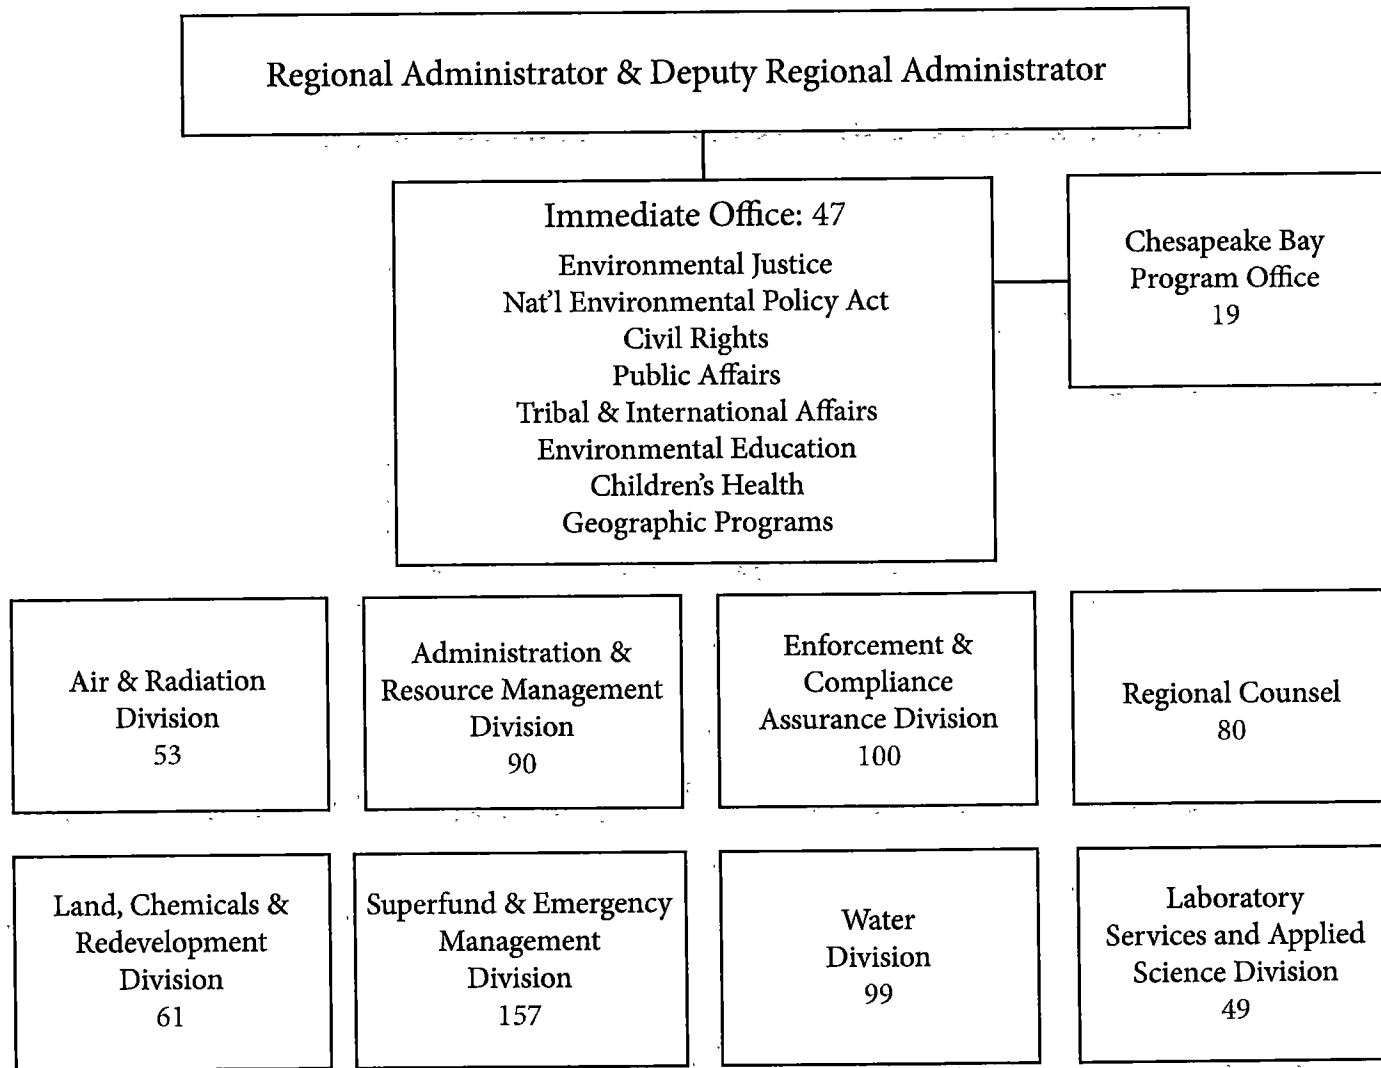 Regional Administrator & Deputy Regional Administrator
Immediate Office: 47
Environmental Justice
Nat'l Environmental Policy Act
Civil Rights
Public Affairs
Tribal & International Affairs
Environmental Education
Children's Health
Geographic Programs
Chesapeake Bay
Program Office
19
Air & Radiation
Division
53
Administration &
Resource Management
Division
90
Enforcement &
Compliance
Assurance Division
100
Regional Counsel
80
Land, Chemicals &
Redevelopment
Division
61
Superfund & Emergency
Management
Division
157
Water
Division
99
Laboratory
Services and Applied
Science Division
49